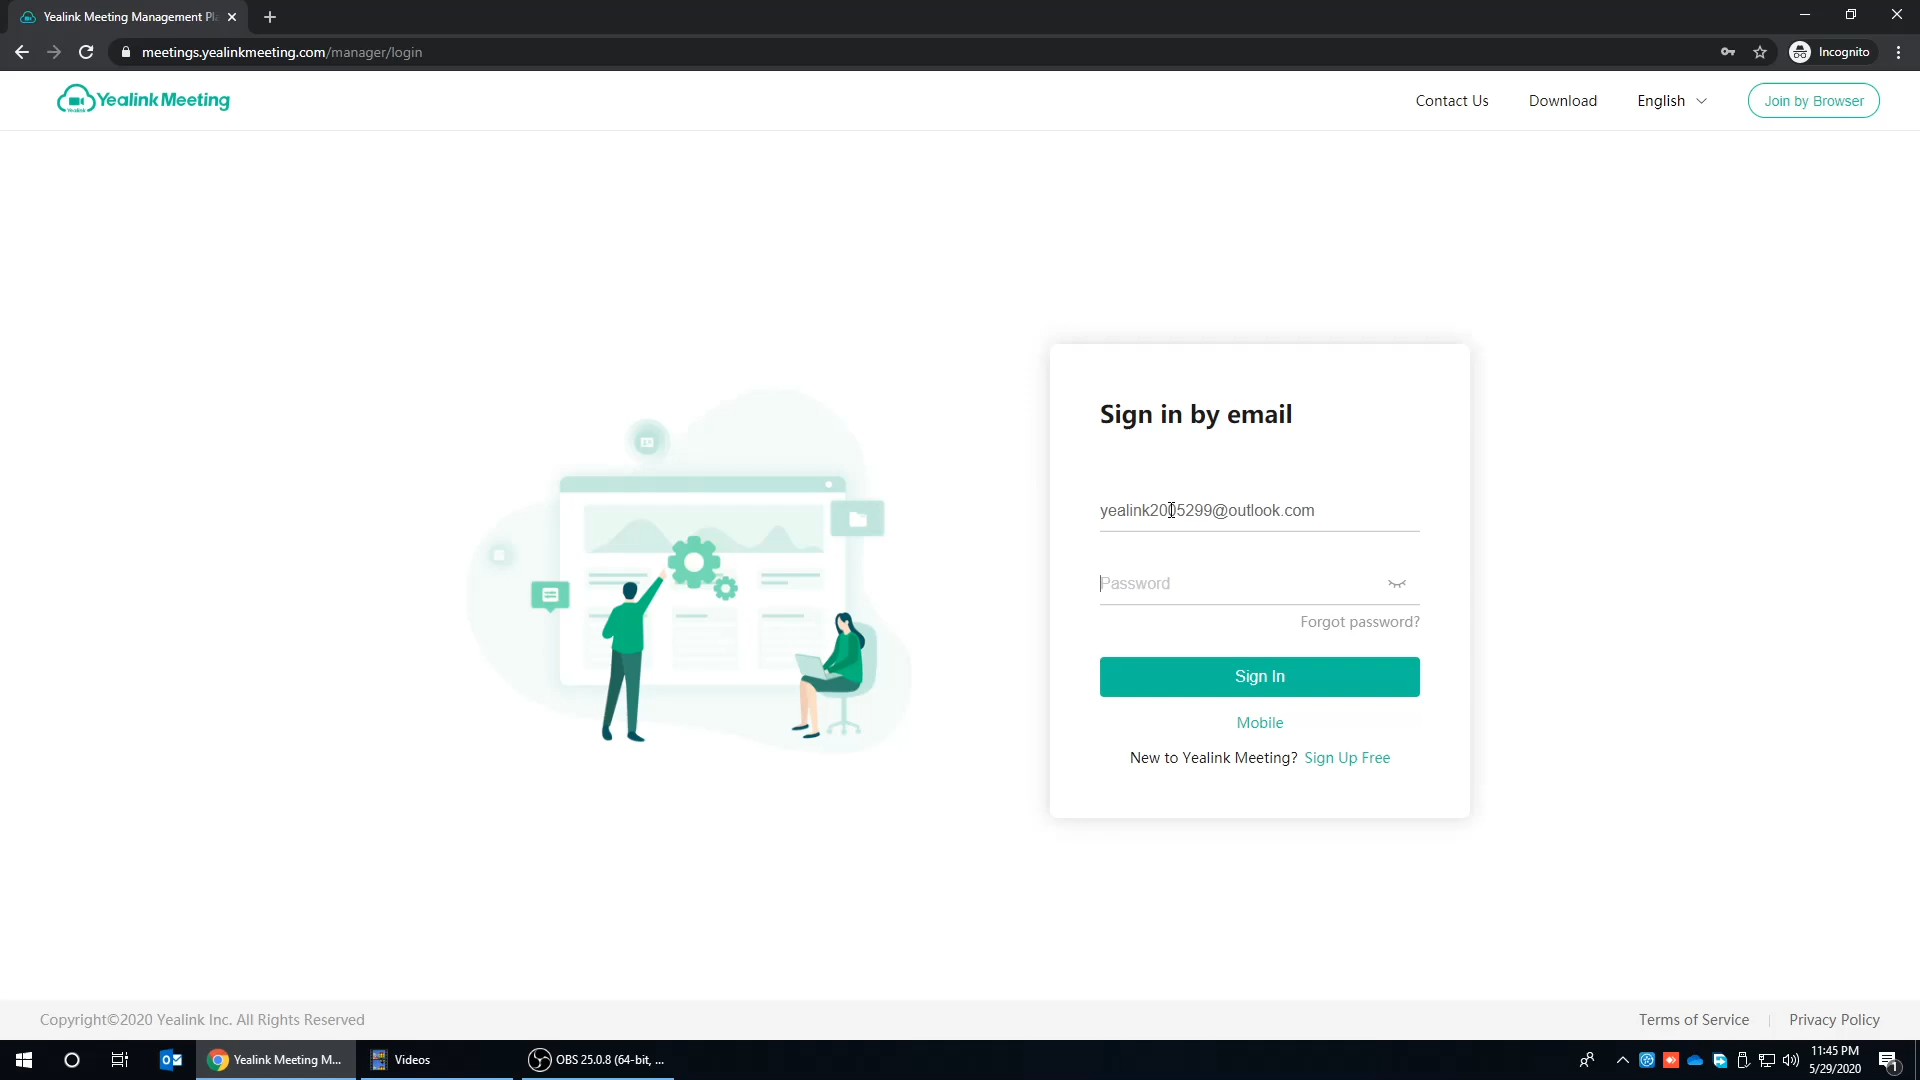 Yealink Meeting Management Pl
meetings.yealinkmeeting.com/manager/login
Incognito
Yealink Meeting
Contact Us
Download
English
Join by Browser
Sign in by email
yealink2005299@outlook.com
Password
Forgot password?
Sign In
Mobile
New to Yealink Meeting? Sign Up Free
Copyright©2020 Yealink Inc. All Rights Reserved
Terms of Service | Privacy Policy
Yealink Meeting M...
Videos
OBS 25.0.8 (64-bit, ...
11:45 PM
5/29/2020
1